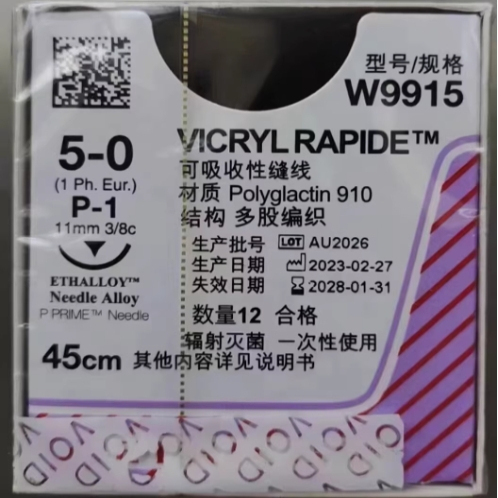 型号/规格
W9915
5-0
(1 Ph. Eur.)
P-1
11mm 3/8c
ETHALLOY™
Needle Alloy
P PRIME™ Needle
45cm
VICRYL RAPIDE™
可吸收性缝线
材质 Polyglactin 910
结构 多股编织
生产批号 LOT AU2026
生产日期 2023-02-27
失效日期 2028-01-31
数量12 合格
辐射灭菌 一次性使用
其他内容详见说明书
VOID VOID VOID VOID